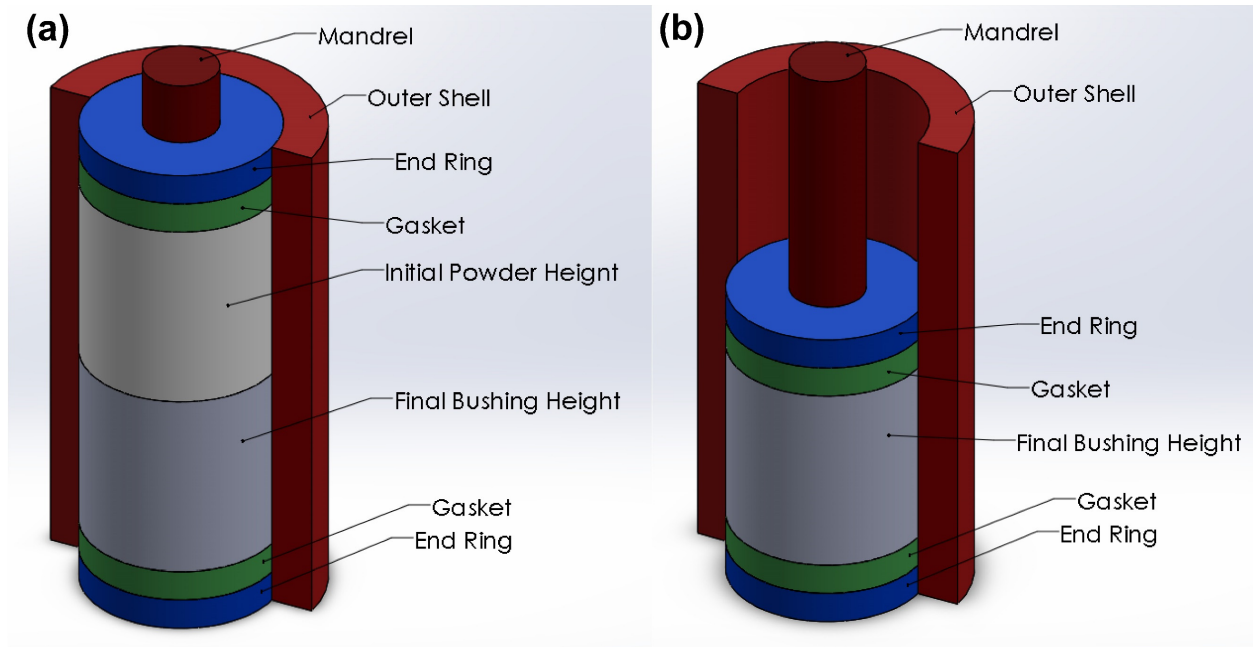 (a)
Mandrel
Outer Shell
End Ring
Gasket
Initial Powder Heignt
Final Bushing Height
Gasket
End Ring
(b)
Mandrel
Outer Shell
End Ring
Gasket
Final Bushing Height
Gasket
End Ring